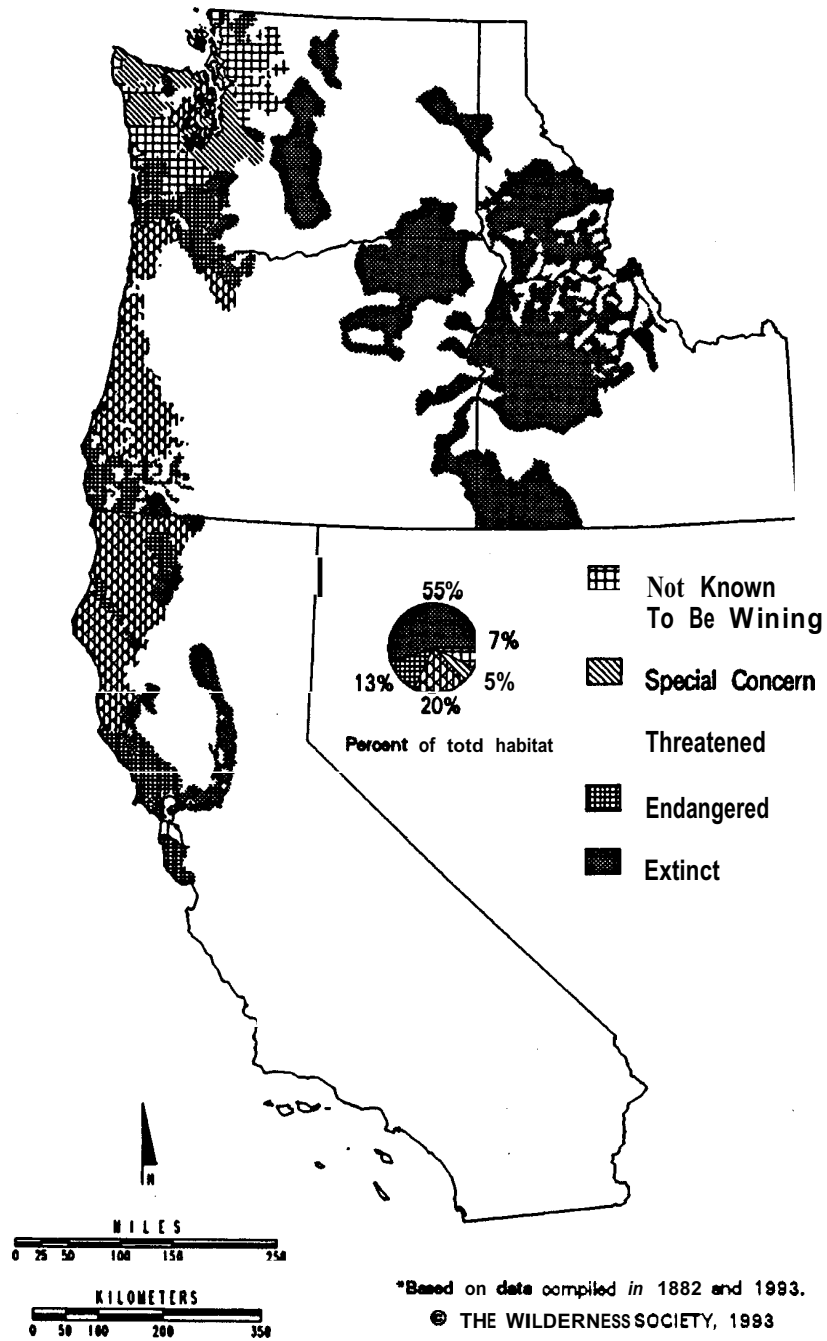 55%
7%
13%
5%
20%
Percent of totd habitat
Not Known
To Be Wining
Special Concern
Threatened
Endangered
Extinct
N
MILES
0 25 50 100 150 250
KILOMETERS
0 50 100 200 350
*Based on data compiled in 1882 and 1993.
© THE WILDERNESS SOCIETY, 1993